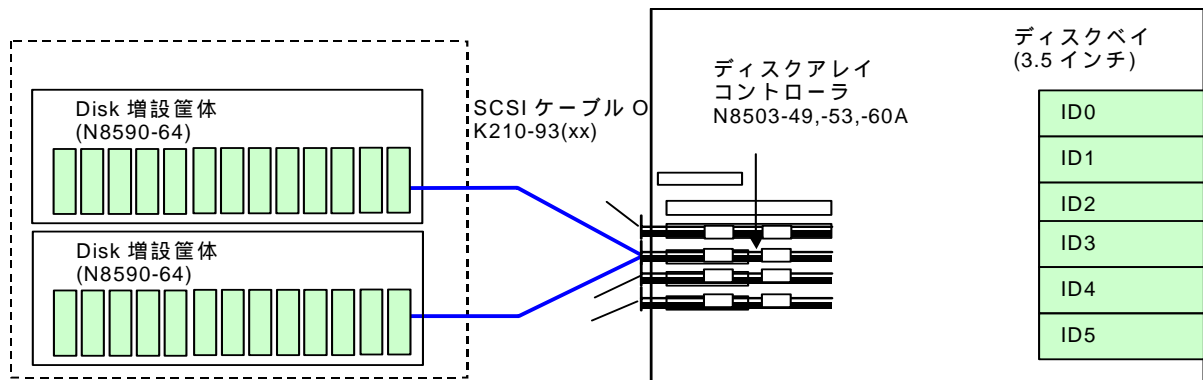 Disk 増設筐体
(N8590-64)
Disk 増設筐体
(N8590-64)
SCSI ケーブル O
K210-93(xx)
ディスクアレイ
コントローラ
N8503-49,-53,-60A
ディスクベイ
(3.5 インチ)
ID0
ID1
ID2
ID3
ID4
ID5